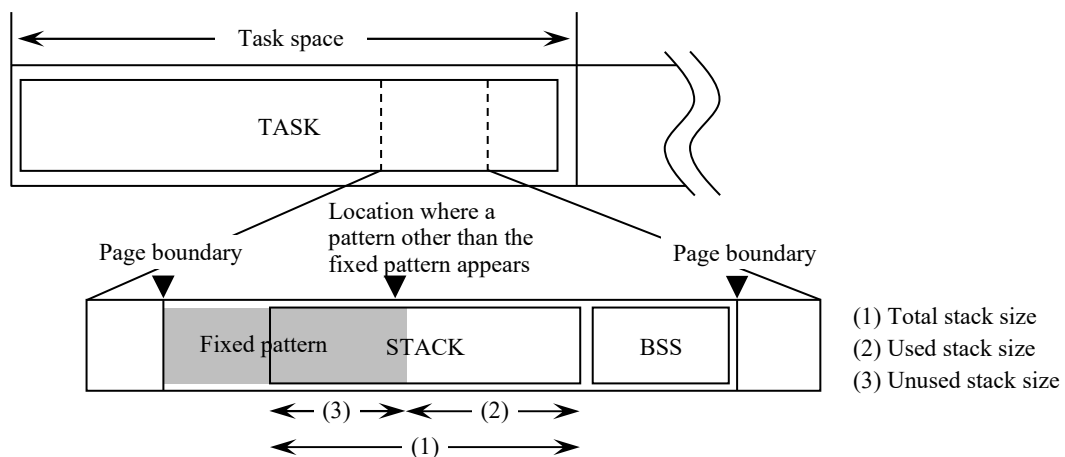 Task space
TASK
Location where a
pattern other than the
fixed pattern appears
Page boundary
Page boundary
Fixed pattern
STACK
BSS
(1) Total stack size
(2) Used stack size
(3) Unused stack size
(3)
(2)
(1)